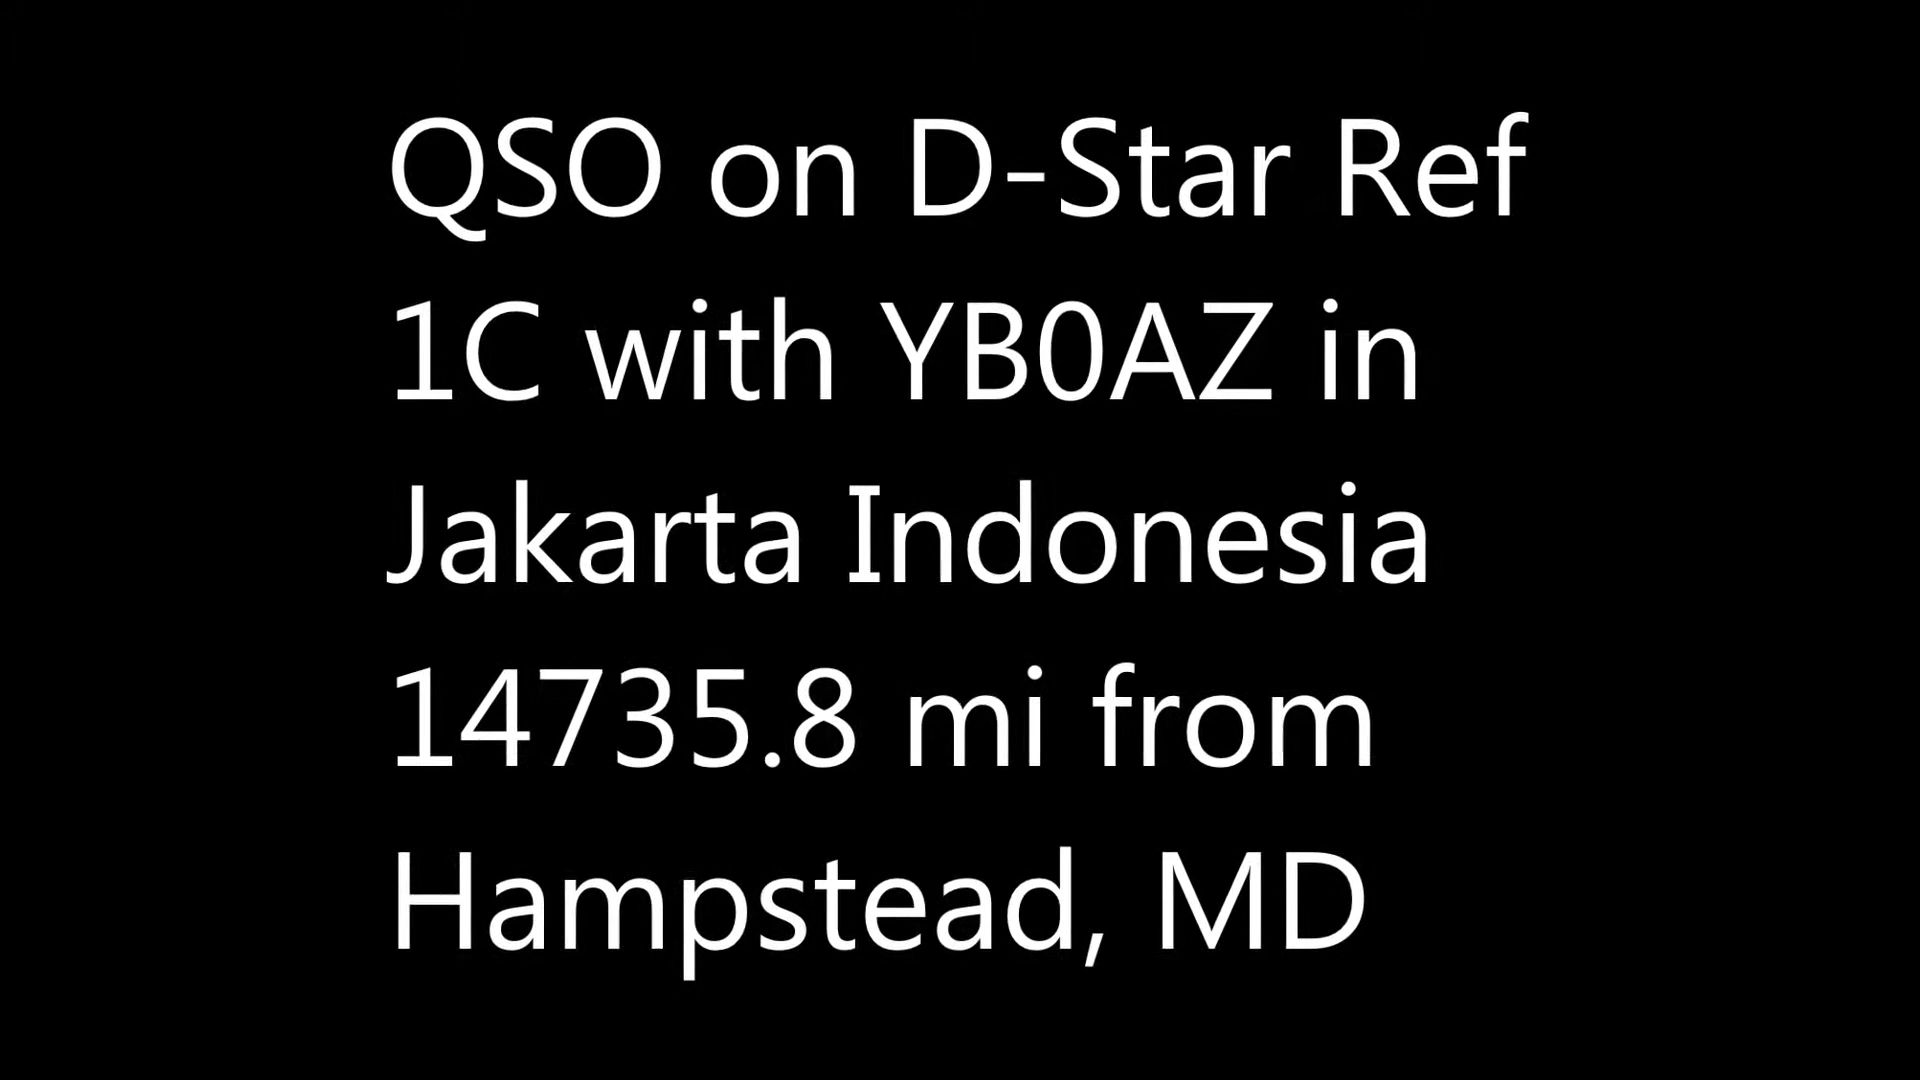 QSO on D-Star Ref
1C with YB0AZ in
Jakarta Indonesia
14735.8 mi from
Hampstead, MD